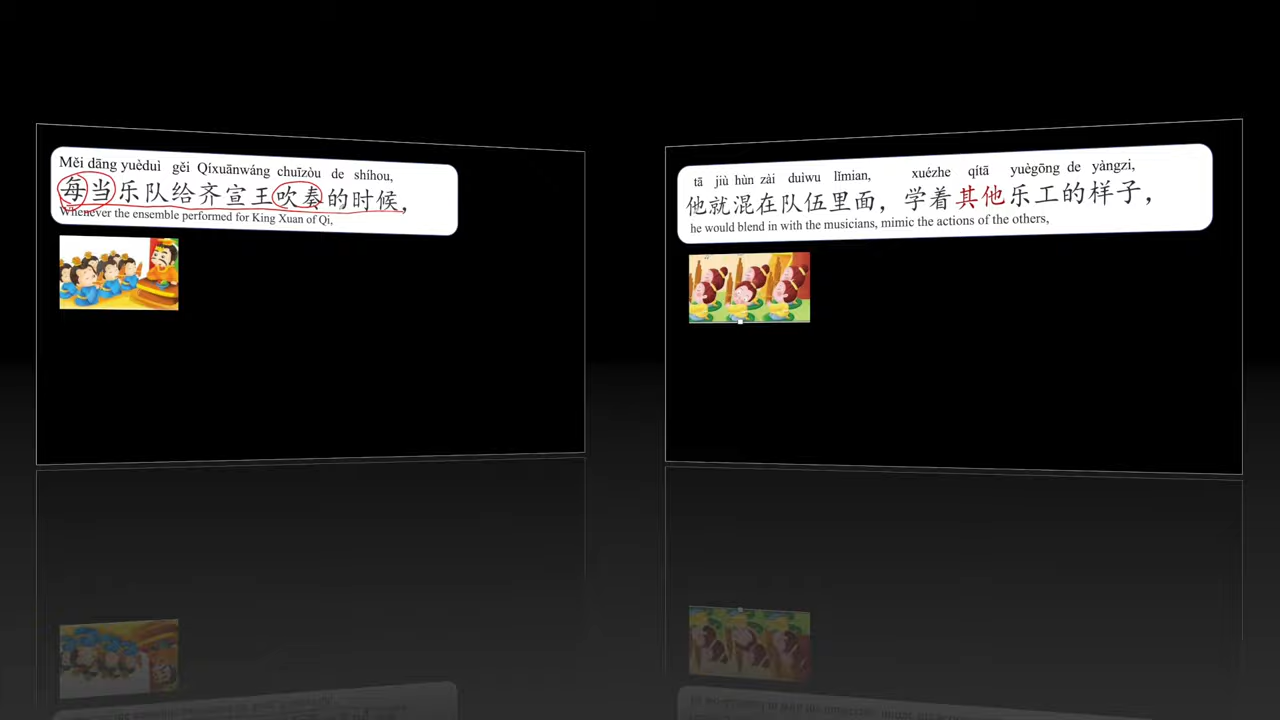 Měi dāng yuèduì gěi Qíxuānwáng chuīzòu de shíhou,
每当乐队给齐宣王吹奏的时候，
Whenever the ensemble performed for King Xuan of Qi,
tā jiù hùn zài duìwu lǐmian, xuézhe qítā yuègōng de yàngzi,
他就混在队伍里面，学着其他乐工的样子，
he would blend in with the musicians, mimic the actions of the others,